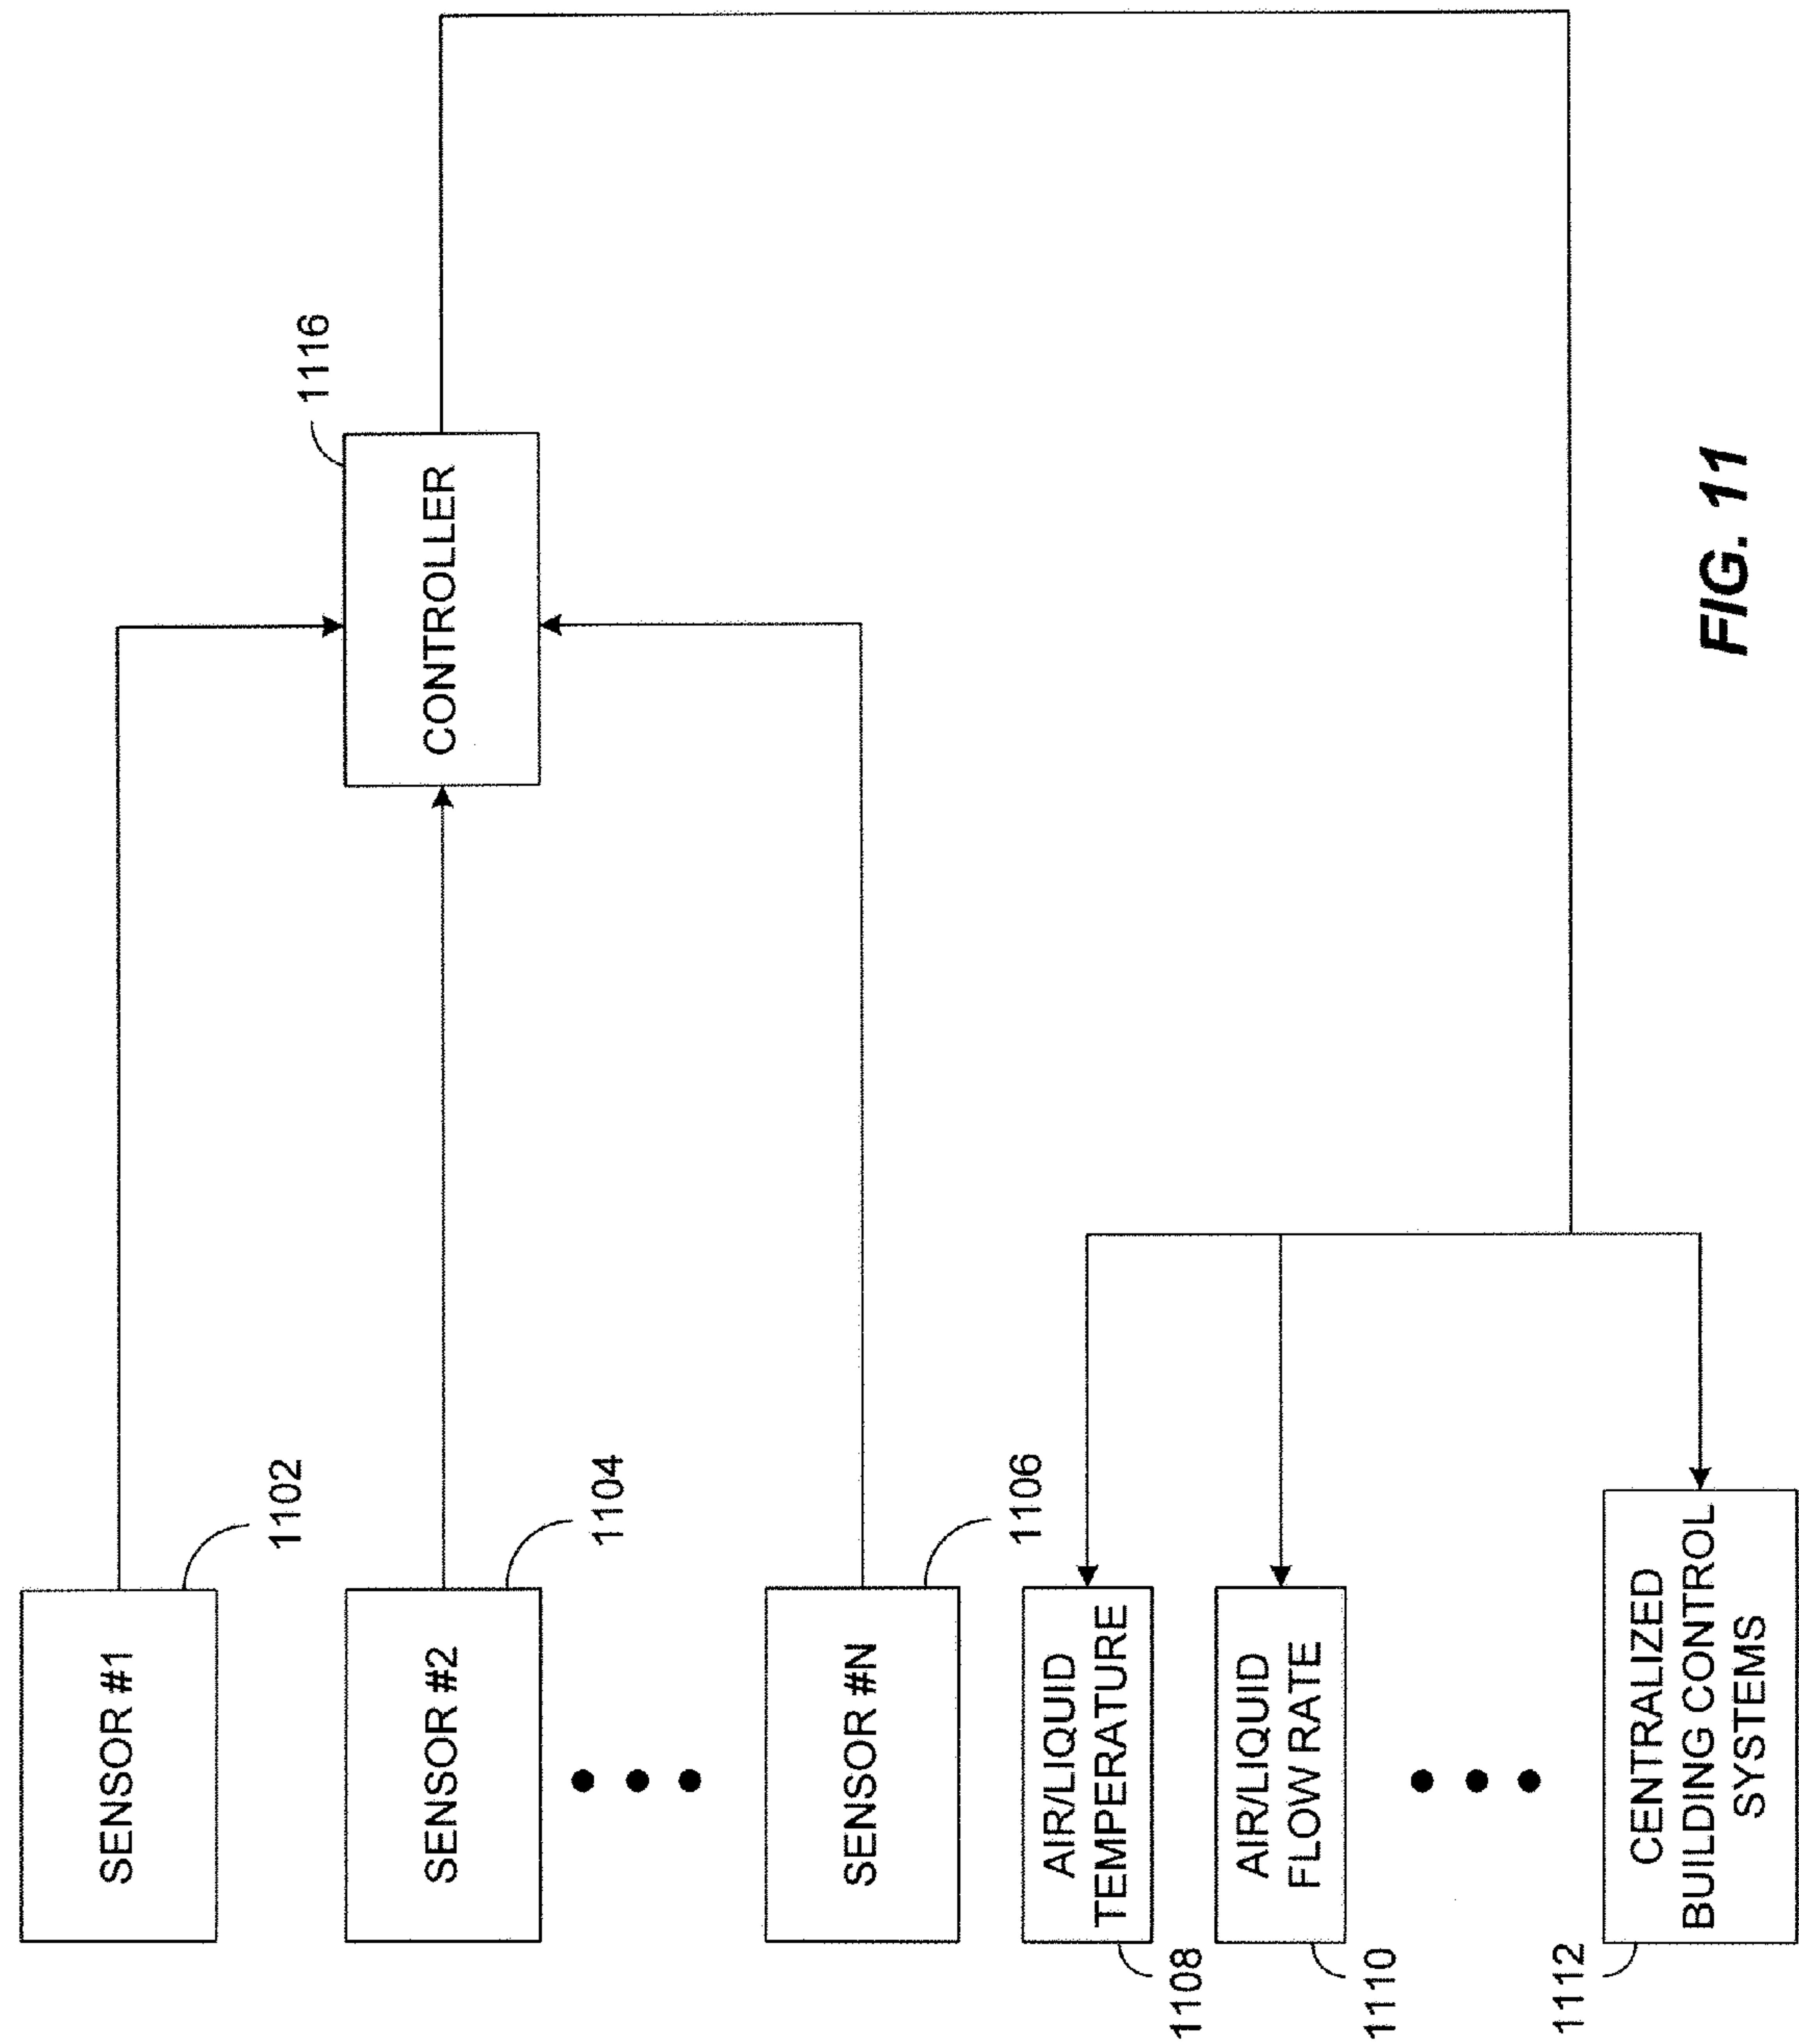 SENSOR #1
1102
SENSOR #2
1104
SENSOR #N
1106
CONTROLLER
1116
AIR/LIQUID
TEMPERATURE
1108
AIR/LIQUID
FLOW RATE
1110
CENTRALIZED
BUILDING CONTROL
SYSTEMS
1112
FIG. 11